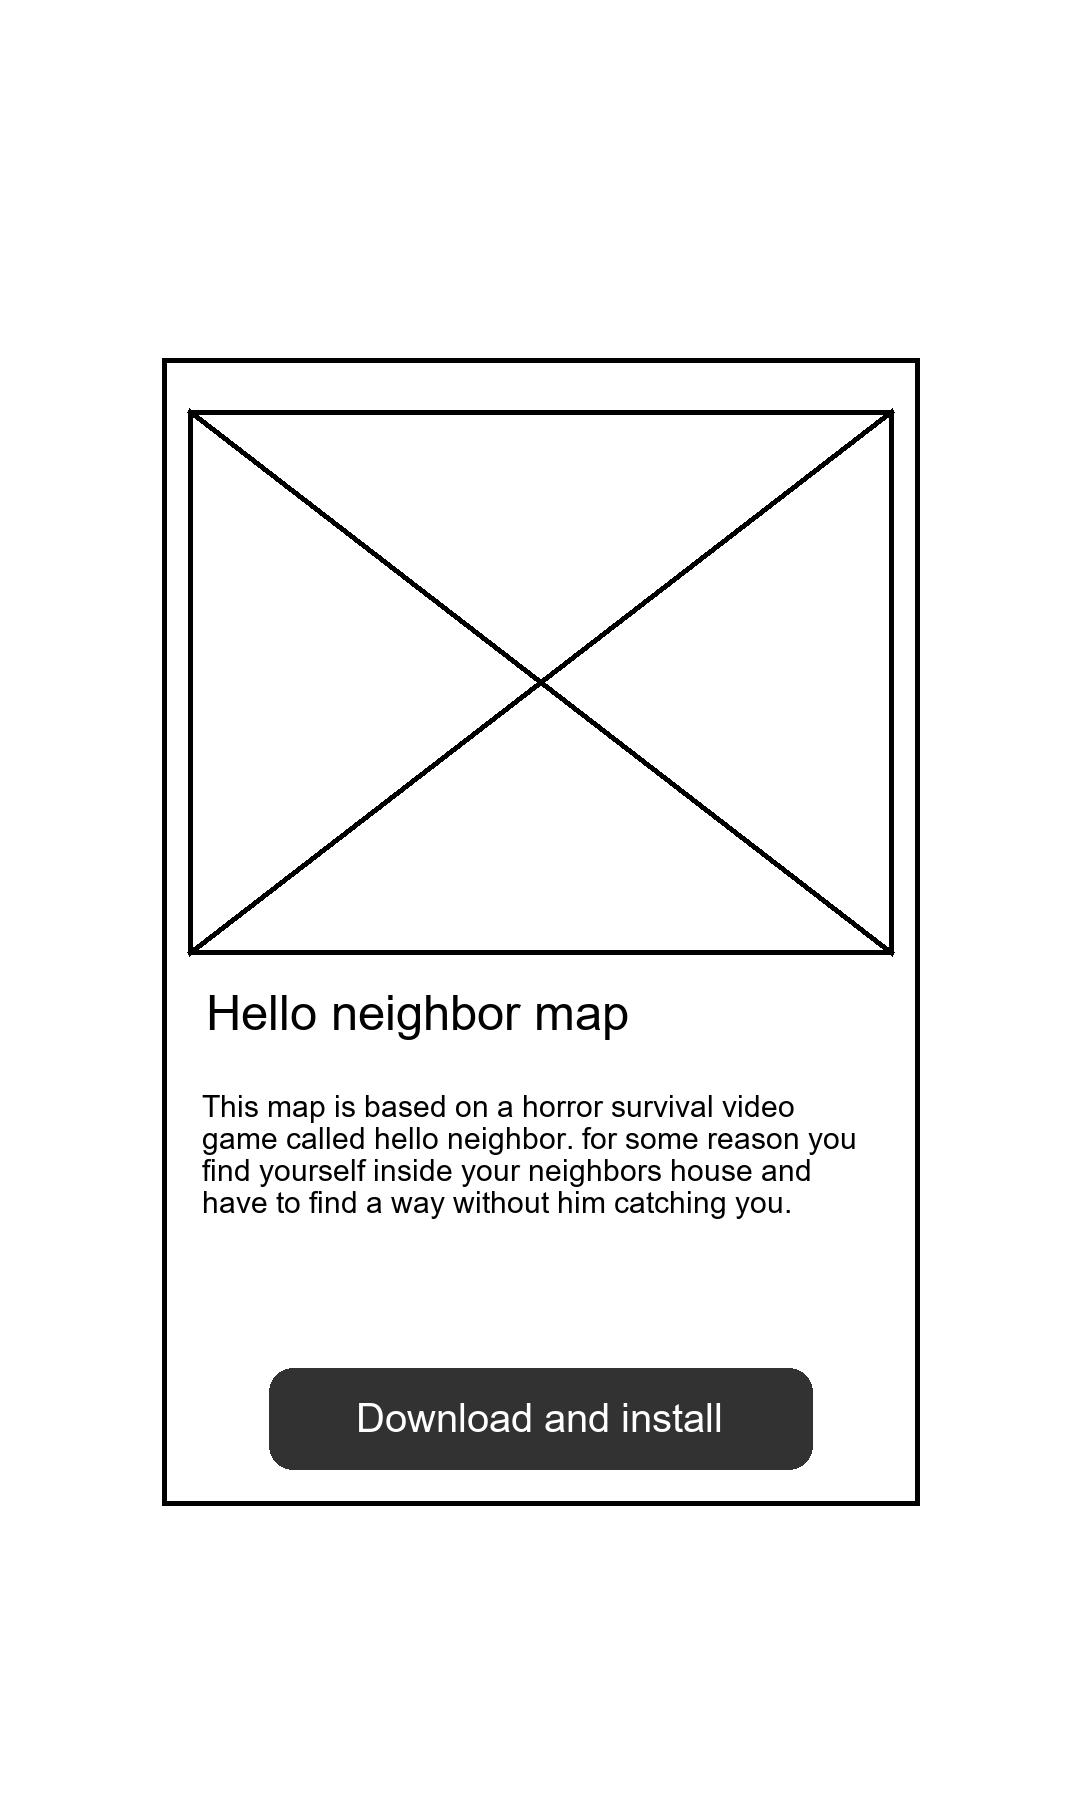 Hello neighbor map
This map is based on a horror survival video
game called hello neighbor. for some reason you
find yourself inside your neighbors house and
have to find a way without him catching you.
Download and install